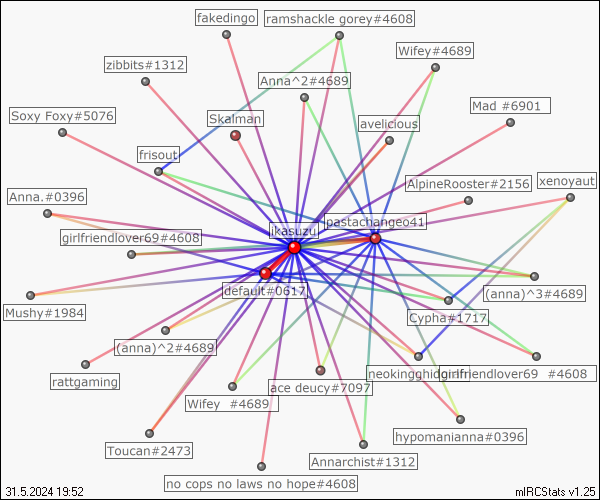 fakedingo
ramshackle gorey#4608
Wifey#4689
zibbits#1312
Anna^2#4689
Mad #6901
Soxy Foxy#5076
Skalman
avelicious
frisout
AlpineRooster#2156
xenoyaut
Anna.#0396
pastachangeo41
ikasuzu
girlfriendlover69#4608
default#0617
(anna)^3#4689
Mushy#1984
Cypha#1717
(anna)^2#4689
rattgaming
ace deucy#7097
girlfriendlover69 #4608
Wifey #4689
hypomanianna#0396
Toucan#2473
Annarchist#1312
no cops no laws no hope#4608
31.5.2024 19:52
mIRCStats v1.25